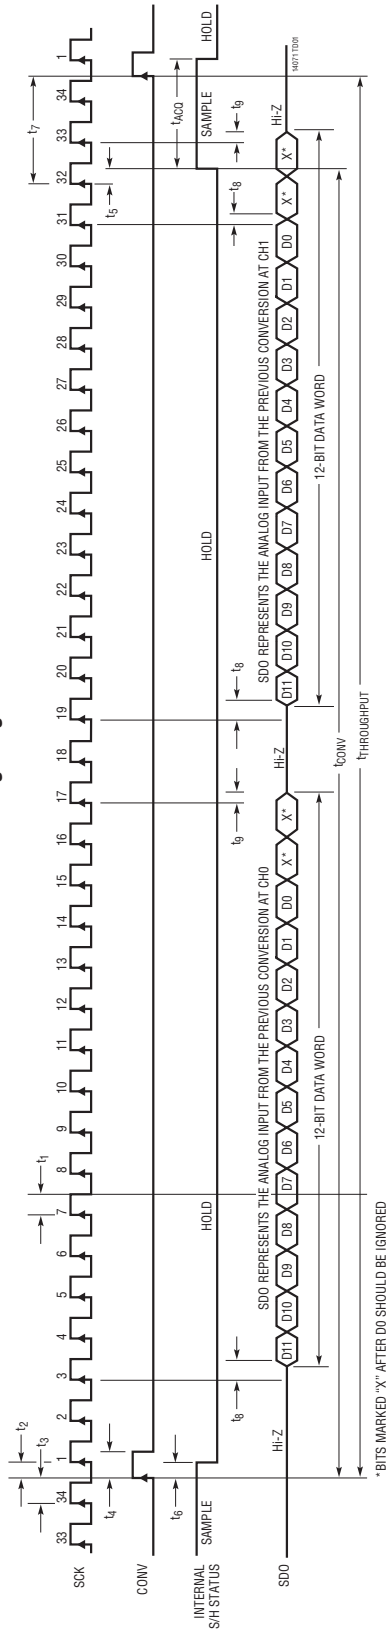 t2
t3
t1
t7
33 34 1 2 3 4 5 6 7 8 9 10 11 12 13 14 15 16 17 18 19 20 21 22 23 24 25 26 27 28 29 30 31 32 33 34 1
SCK
t4
t5
CONV
t6
tACQ
INTERNAL
S/H STATUS
SAMPLE HOLD HOLD SAMPLE HOLD
t8
t9
t8
t8
t9
SDO REPRESENTS THE ANALOG INPUT FROM THE PREVIOUS CONVERSION AT CH0
SDO REPRESENTS THE ANALOG INPUT FROM THE PREVIOUS CONVERSION AT CH1
SDO
Hi-Z D11 D10 D9 D8 D7 D6 D5 D4 D3 D2 D1 D0 X* X* Hi-Z D11 D10 D9 D8 D7 D6 D5 D4 D3 D2 D1 D0 X* X* Hi-Z
14071 TD01
12-BIT DATA WORD
12-BIT DATA WORD
tCONV
tTHROUGHPUT
*BITS MARKED "X" AFTER D0 SHOULD BE IGNORED